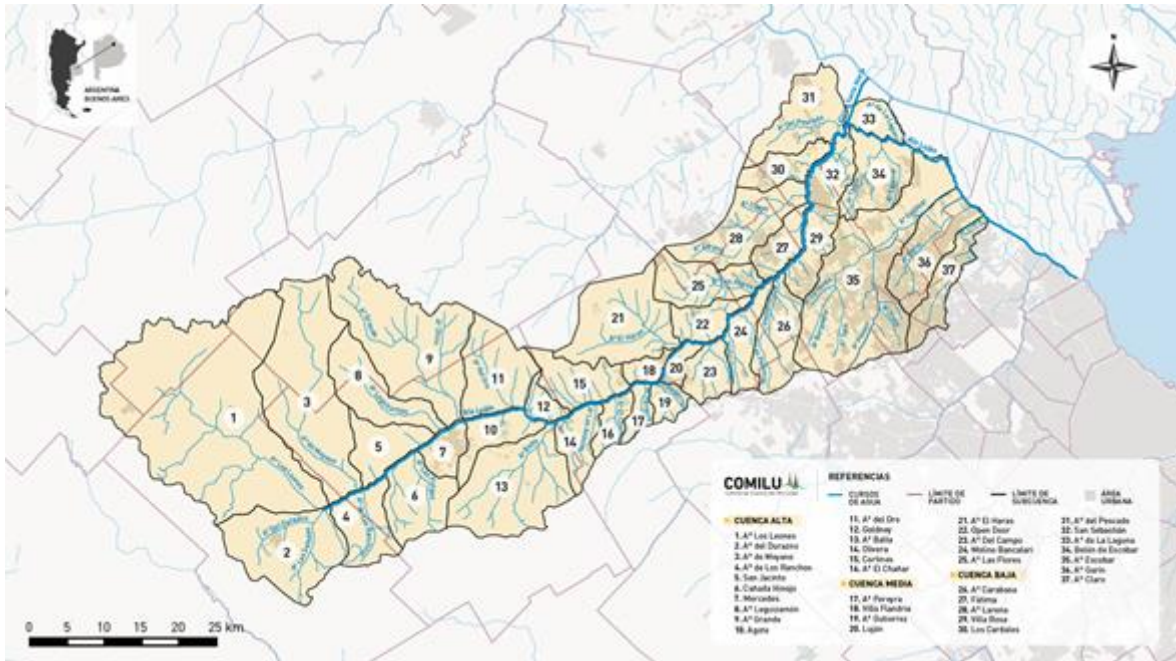 ARGENTINA
BUENOS AIRES
N
31
33
30
32
34
28
27
29
36
37
25
35
21
22
24
26
9
8
11
18
20
23
3
15
12
19
1
10
17
14
16
5
7
6
13
4
2
Río Luján
Río Luján
0 5 10 15 20 25 km
COMILU
REFERENCIAS
CURSOS DE AGUA
LÍMITE DE PARTIDO
LÍMITE DE SUBCUENCA
ÁREA URBANA
CUENCA ALTA
1. Aº Los Leones
2. Aº del Durazno
3. Aº de Moyano
4. Aº de Los Ranchos
5. San Jacinto
6. Cañada Hinojo
7. Mercedes
8. Aº Leguizamón
9. Aº Grande
10. Agote
11. Aº del Oro
12. Goldney
13. Aº Balta
14. Olivera
15. Cortines
16. Aº El Chañar
CUENCA MEDIA
17. Aº Pereyra
18. Villa Flandria
19. Aº Gutierrez
20. Luján
21. Aº El Haras
22. Open Door
23. Aº Del Campo
24. Molino Bancalari
25. Aº Las Flores
CUENCA BAJA
26. Aº Carabassa
27. Fátima
28. Aº Larena
29. Villa Rosa
30. Los Cardales
31. Aº del Pescado
32. San Sebastián
33. Aº de La Laguna
34. Belén de Escobar
35. Aº Escobar
36. Aº Garín
37. Aº Claro